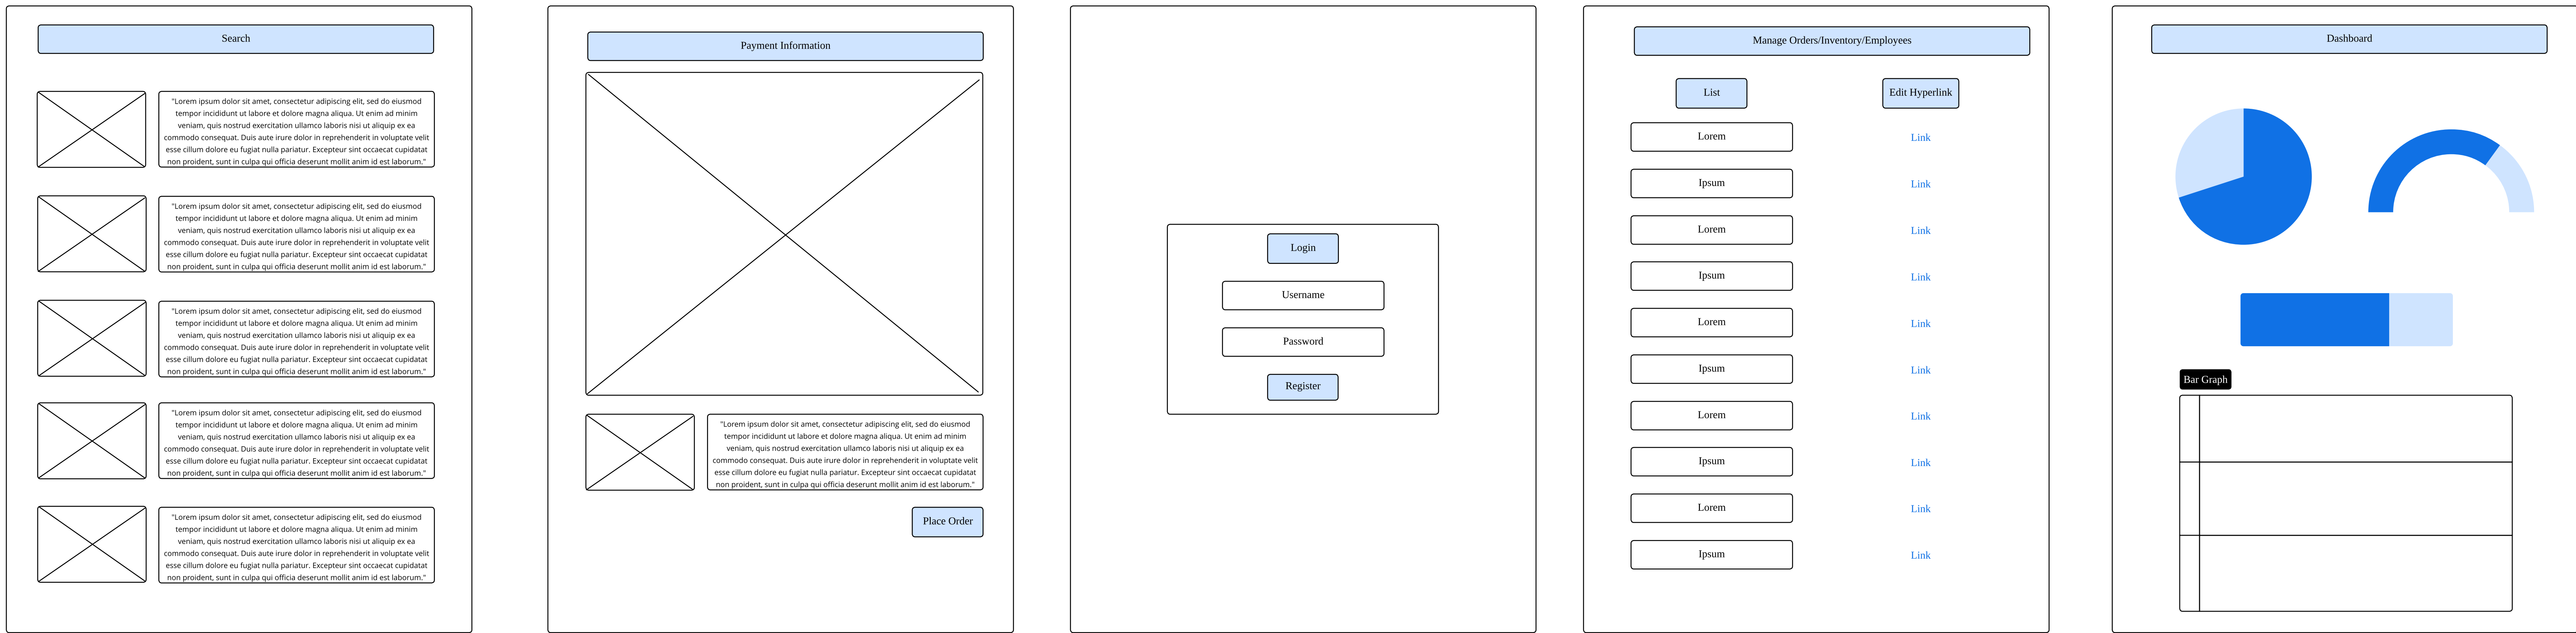 Search
"Lorem ipsum dolor sit amet, consectetur adipiscing elit, sed do eiusmod
tempor incididunt ut labore et dolore magna aliqua. Ut enim ad minim
veniam, quis nostrud exercitation ullamco laboris nisi ut aliquip ex ea
commodo consequat. Duis aute irure dolor in reprehenderit in voluptate velit
esse cillum dolore eu fugiat nulla pariatur. Excepteur sint occaecat cupidatat
non proident, sunt in culpa qui officia deserunt mollit anim id est laborum."
"Lorem ipsum dolor sit amet, consectetur adipiscing elit, sed do eiusmod
tempor incididunt ut labore et dolore magna aliqua. Ut enim ad minim
veniam, quis nostrud exercitation ullamco laboris nisi ut aliquip ex ea
commodo consequat. Duis aute irure dolor in reprehenderit in voluptate velit
esse cillum dolore eu fugiat nulla pariatur. Excepteur sint occaecat cupidatat
non proident, sunt in culpa qui officia deserunt mollit anim id est laborum."
"Lorem ipsum dolor sit amet, consectetur adipiscing elit, sed do eiusmod
tempor incididunt ut labore et dolore magna aliqua. Ut enim ad minim
veniam, quis nostrud exercitation ullamco laboris nisi ut aliquip ex ea
commodo consequat. Duis aute irure dolor in reprehenderit in voluptate velit
esse cillum dolore eu fugiat nulla pariatur. Excepteur sint occaecat cupidatat
non proident, sunt in culpa qui officia deserunt mollit anim id est laborum."
"Lorem ipsum dolor sit amet, consectetur adipiscing elit, sed do eiusmod
tempor incididunt ut labore et dolore magna aliqua. Ut enim ad minim
veniam, quis nostrud exercitation ullamco laboris nisi ut aliquip ex ea
commodo consequat. Duis aute irure dolor in reprehenderit in voluptate velit
esse cillum dolore eu fugiat nulla pariatur. Excepteur sint occaecat cupidatat
non proident, sunt in culpa qui officia deserunt mollit anim id est laborum."
"Lorem ipsum dolor sit amet, consectetur adipiscing elit, sed do eiusmod
tempor incididunt ut labore et dolore magna aliqua. Ut enim ad minim
veniam, quis nostrud exercitation ullamco laboris nisi ut aliquip ex ea
commodo consequat. Duis aute irure dolor in reprehenderit in voluptate velit
esse cillum dolore eu fugiat nulla pariatur. Excepteur sint occaecat cupidatat
non proident, sunt in culpa qui officia deserunt mollit anim id est laborum."
Payment Information
"Lorem ipsum dolor sit amet, consectetur adipiscing elit, sed do eiusmod
tempor incididunt ut labore et dolore magna aliqua. Ut enim ad minim
veniam, quis nostrud exercitation ullamco laboris nisi ut aliquip ex ea
commodo consequat. Duis aute irure dolor in reprehenderit in voluptate velit
esse cillum dolore eu fugiat nulla pariatur. Excepteur sint occaecat cupidatat
non proident, sunt in culpa qui officia deserunt mollit anim id est laborum."
Place Order
Login
Username
Password
Register
Manage Orders/Inventory/Employees
List Edit Hyperlink
Lorem Link
Ipsum Link
Lorem Link
Ipsum Link
Lorem Link
Ipsum Link
Lorem Link
Ipsum Link
Lorem Link
Ipsum Link
Dashboard
Bar Graph